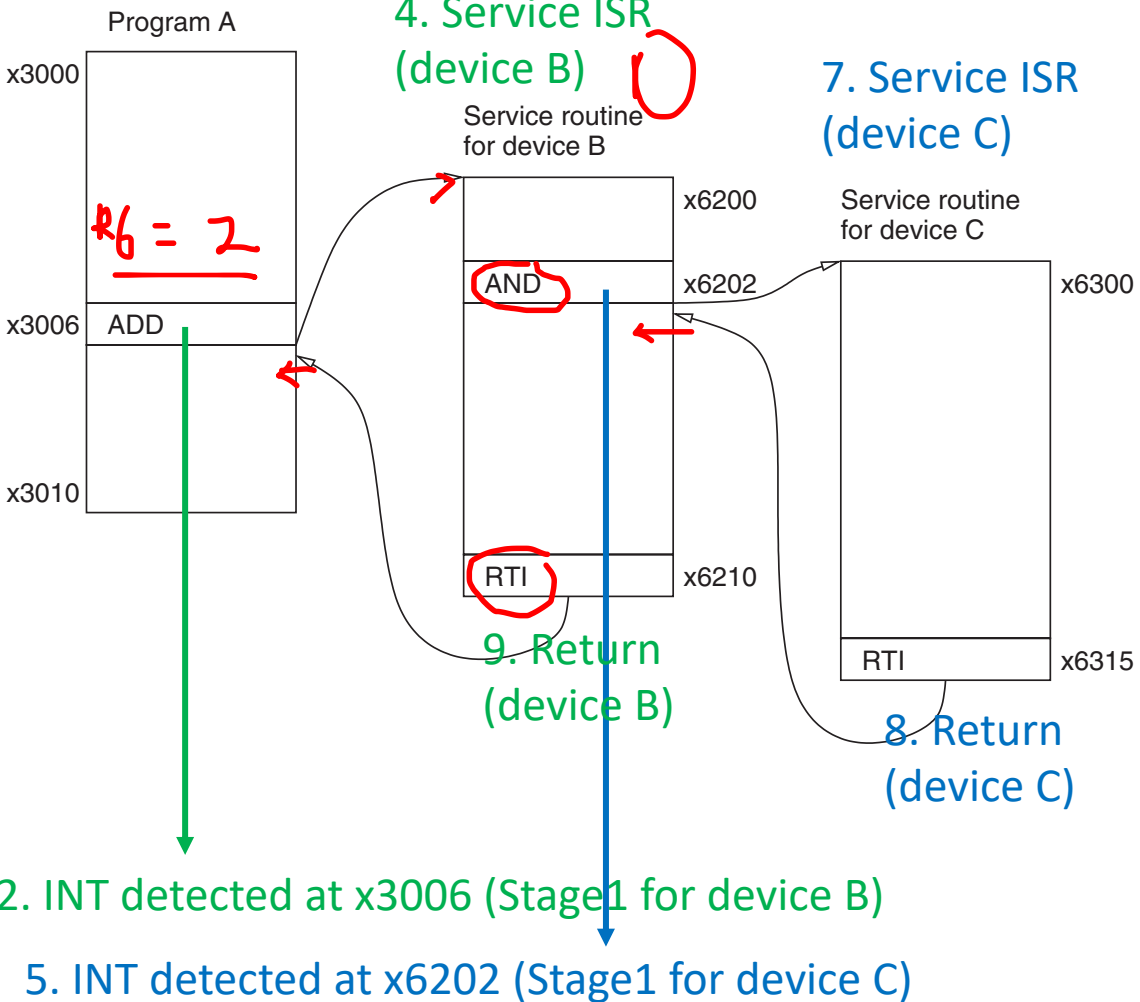 Program A
x3000
R6 = 2
x3006
ADD
x3010
4. Service ISR
(device B)
Service routine
for device B
x6200
AND
x6202
RTI
x6210
9. Return
(device B)
7. Service ISR
(device C)
Service routine
for device C
x6300
RTI
x6315
8. Return
(device C)
2. INT detected at x3006 (Stage1 for device B)
5. INT detected at x6202 (Stage1 for device C)